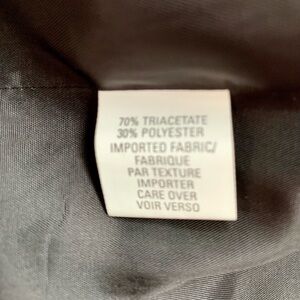 70% TRIACETATE
30% POLYESTER
IMPORTED FABRIC/
FABRIQUE
PAR TEXTURE
IMPORTER
CARE OVER
VOIR VERSO